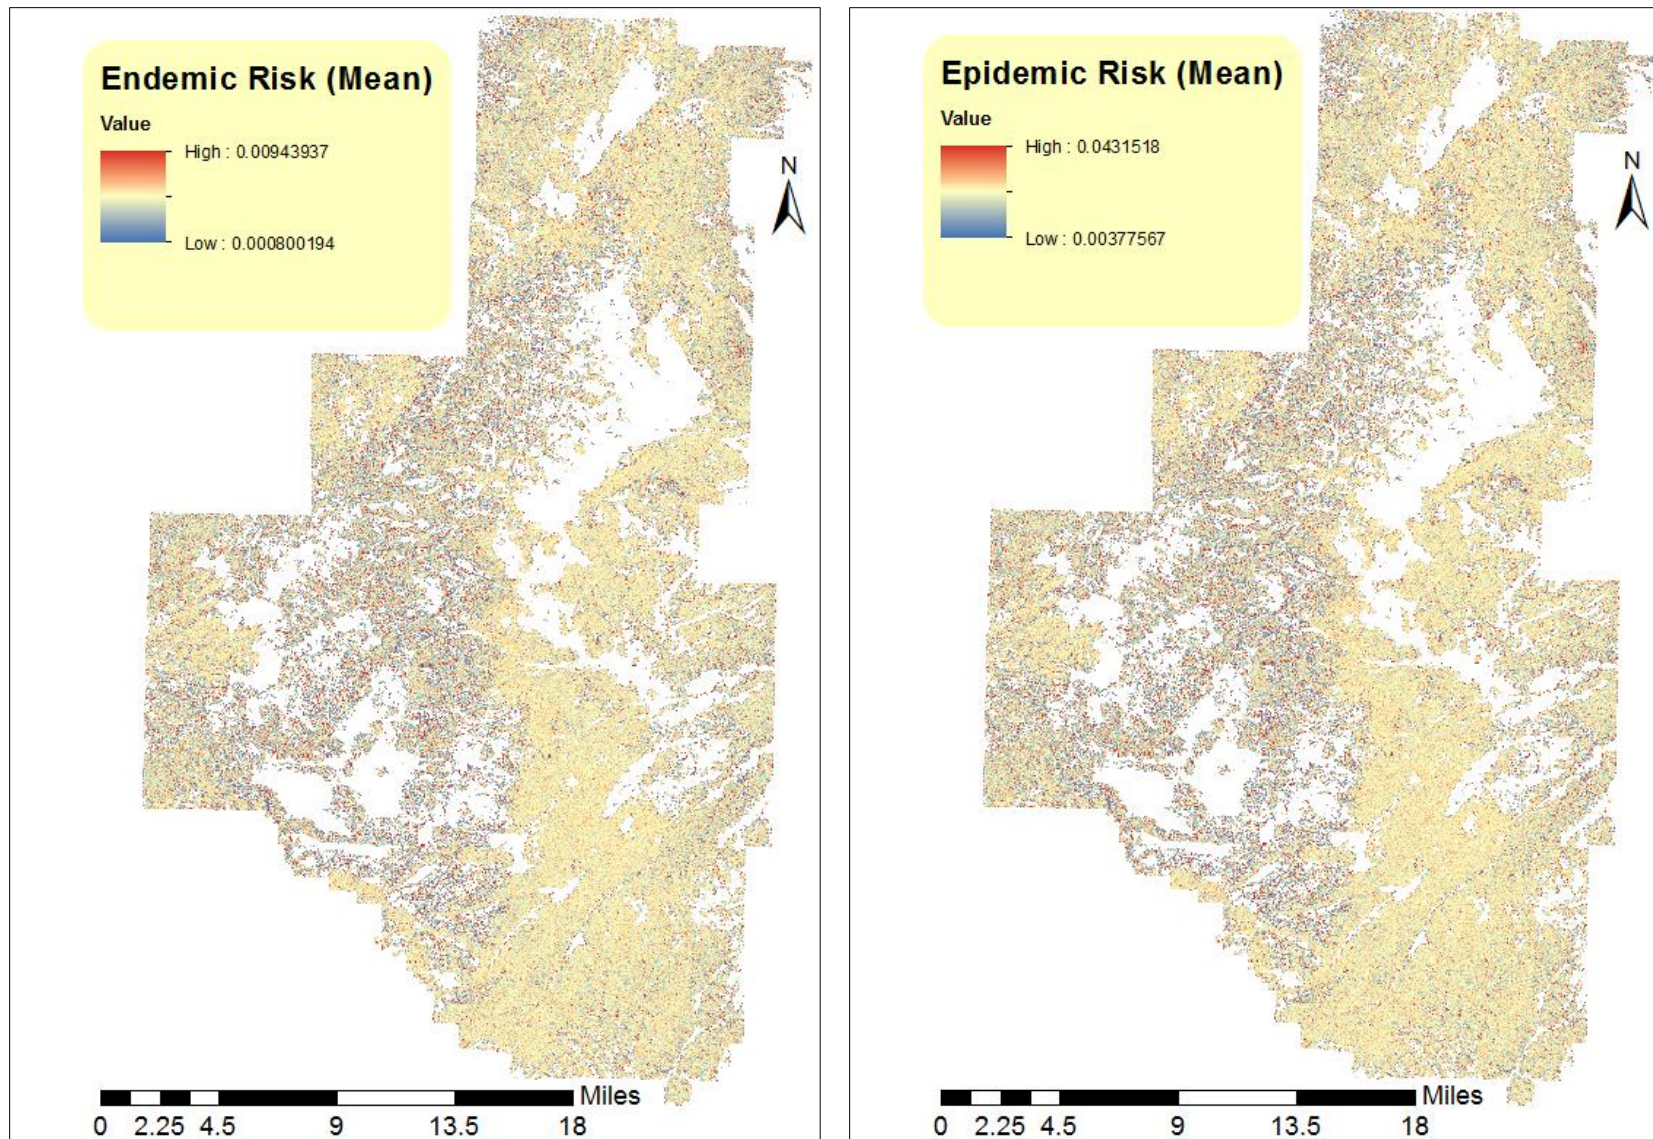 Endemic Risk (Mean)
Value
High : 0.00943937
Low : 0.000800194
N
Miles
0 2.25 4.5 9 13.5 18
Epidemic Risk (Mean)
Value
High : 0.0431518
Low : 0.00377567
N
Miles
0 2.25 4.5 9 13.5 18